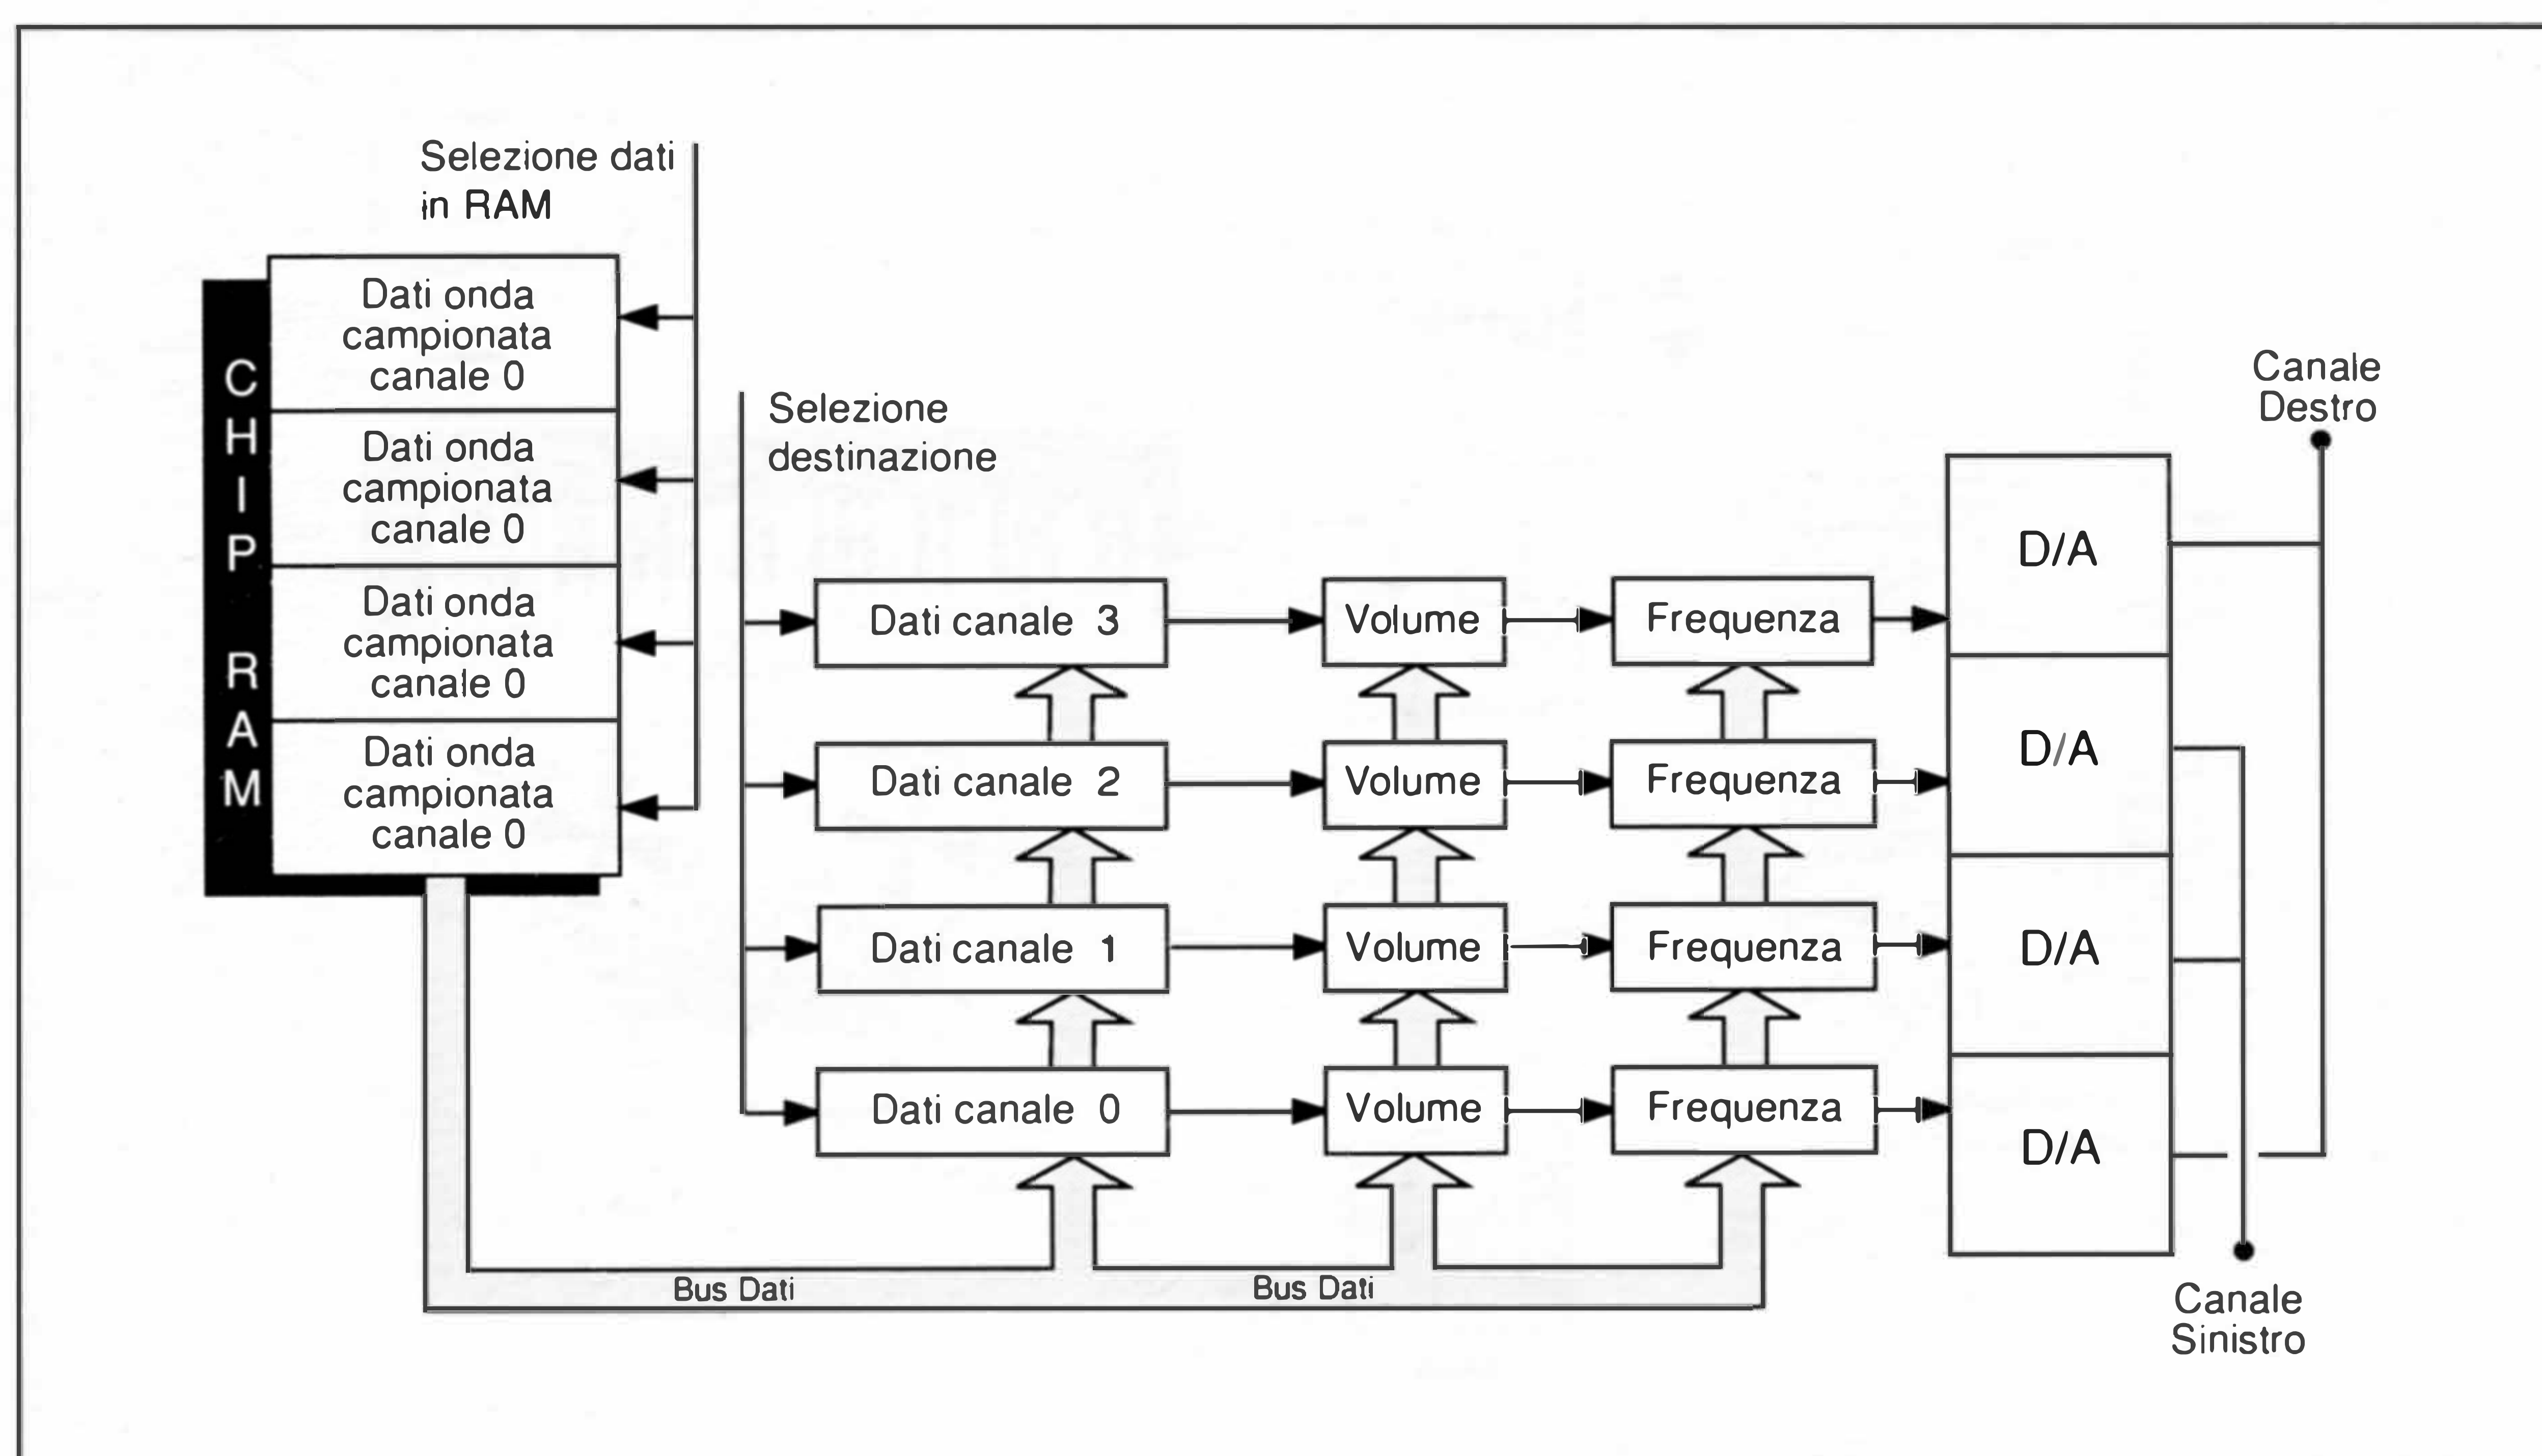 Selezione dati
in RAM
CHIP RAM
Dati onda
campionata
canale 0
Dati onda
campionata
canale 0
Dati onda
campionata
canale 0
Dati onda
campionata
canale 0
Selezione
destinazione
Dati canale 3
Volume
Frequenza
Dati canale 2
Volume
Frequenza
Dati canale 1
Volume
Frequenza
Dati canale 0
Volume
Frequenza
D/A
D/A
D/A
D/A
Canale
Destro
Canale
Sinistro
Bus Dati
Bus Dati